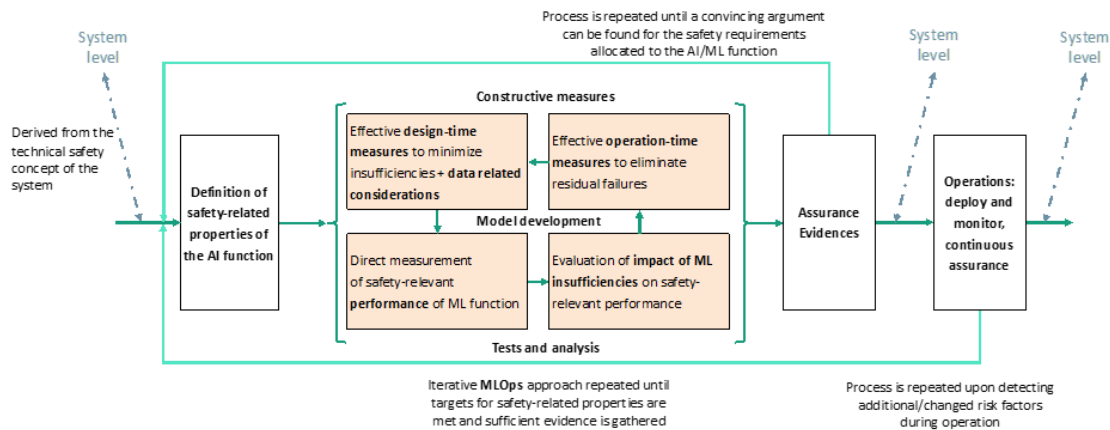 Process is repeated until a convincing argument
can be found for the safety requirements
allocated to the AI/ML function
System
level
System
level
System
level
Derived from the
technical safety
concept of the
system
Definition of
safety-related
properties of
the AI function
Constructive measures
Effective design-time
measures to minimize
insufficiencies + data related
considerations
Effective operation-time
measures to eliminate
residual failures
Model development
Direct measurement
of safety-relevant
performance of ML function
Evaluation of impact of ML
insufficiencies on safety-
relevant performance
Tests and analysis
Assurance
Evidences
Operations:
deploy and
monitor,
continuous
assurance
Iterative MLOps approach repeated until
targets for safety-related properties are
met and sufficient evidence is gathered
Process is repeated upon detecting
additional/changed risk factors
during operation